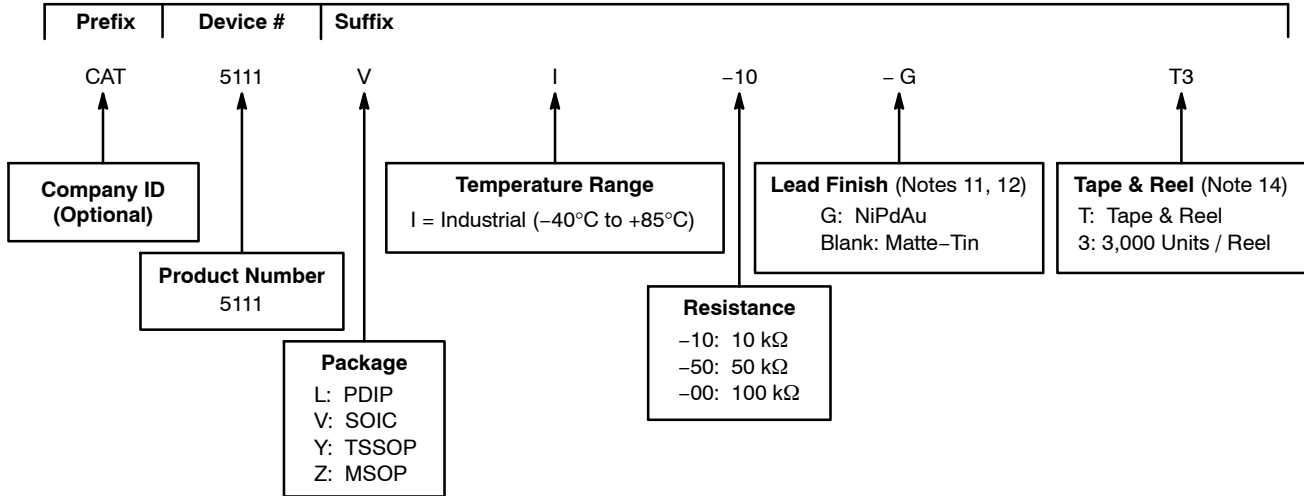 Prefix Device # Suffix
CAT 5111 V I −10 − G T3
Company ID
(Optional)
Temperature Range
I = Industrial (−40°C to +85°C)
Lead Finish (Notes 11, 12)
G: NiPdAu
Blank: Matte−Tin
Tape & Reel (Note 14)
T: Tape & Reel
3: 3,000 Units / Reel
Product Number
5111
Resistance
−10: 10 kΩ
−50: 50 kΩ
−00: 100 kΩ
Package
L: PDIP
V: SOIC
Y: TSSOP
Z: MSOP